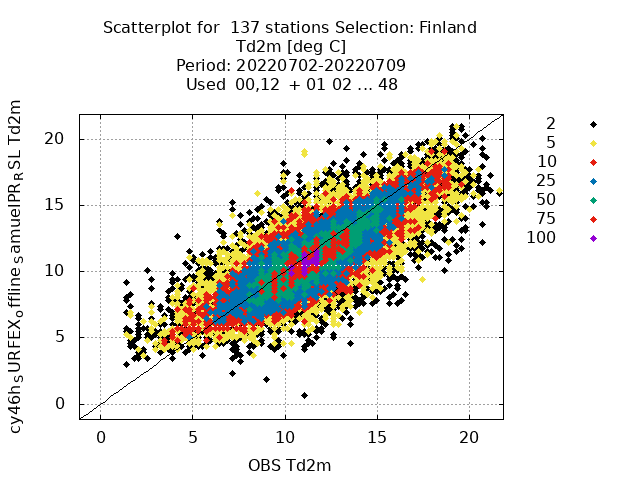 Scatterplot for 137 stations Selection: Finland
Td2m [deg C]
Period: 20220702-20220709
Used 00,12 + 01 02 ... 48
cy46h_SURFEX_offline_samuelPR_RSL Td2m
20
15
10
5
0
0 5 10 15 20
OBS Td2m
2
5
10
25
50
75
100